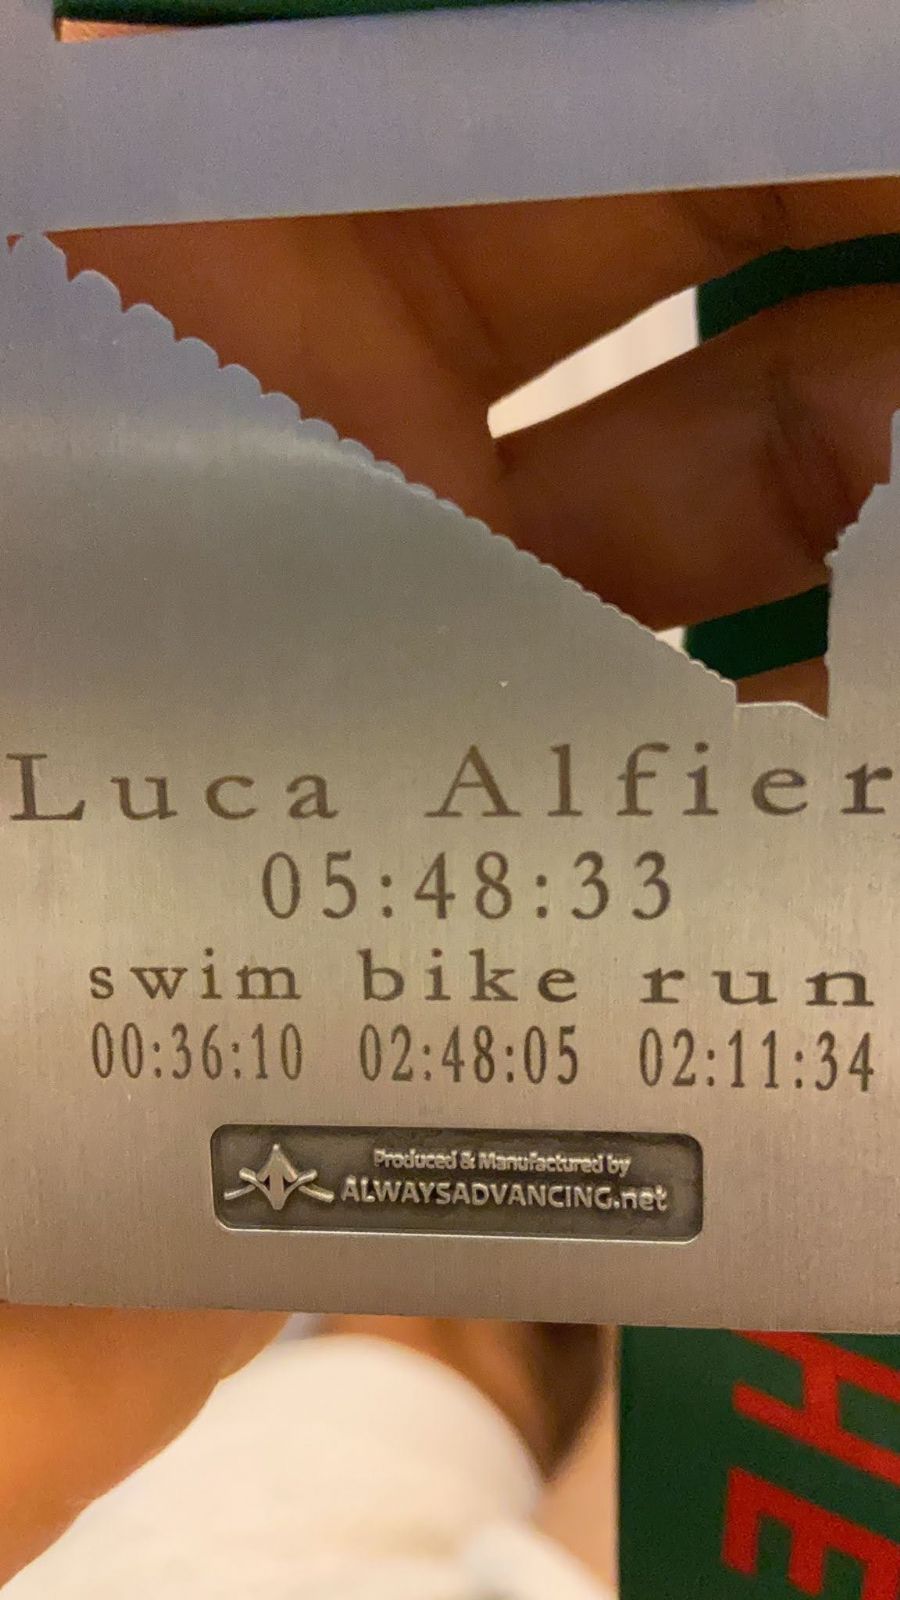 Luca Alfier
05:48:33
swim bike run
00:36:10 02:48:05 02:11:34
Produced & Manufactured by
ALWAYSADVANCING.net
HE